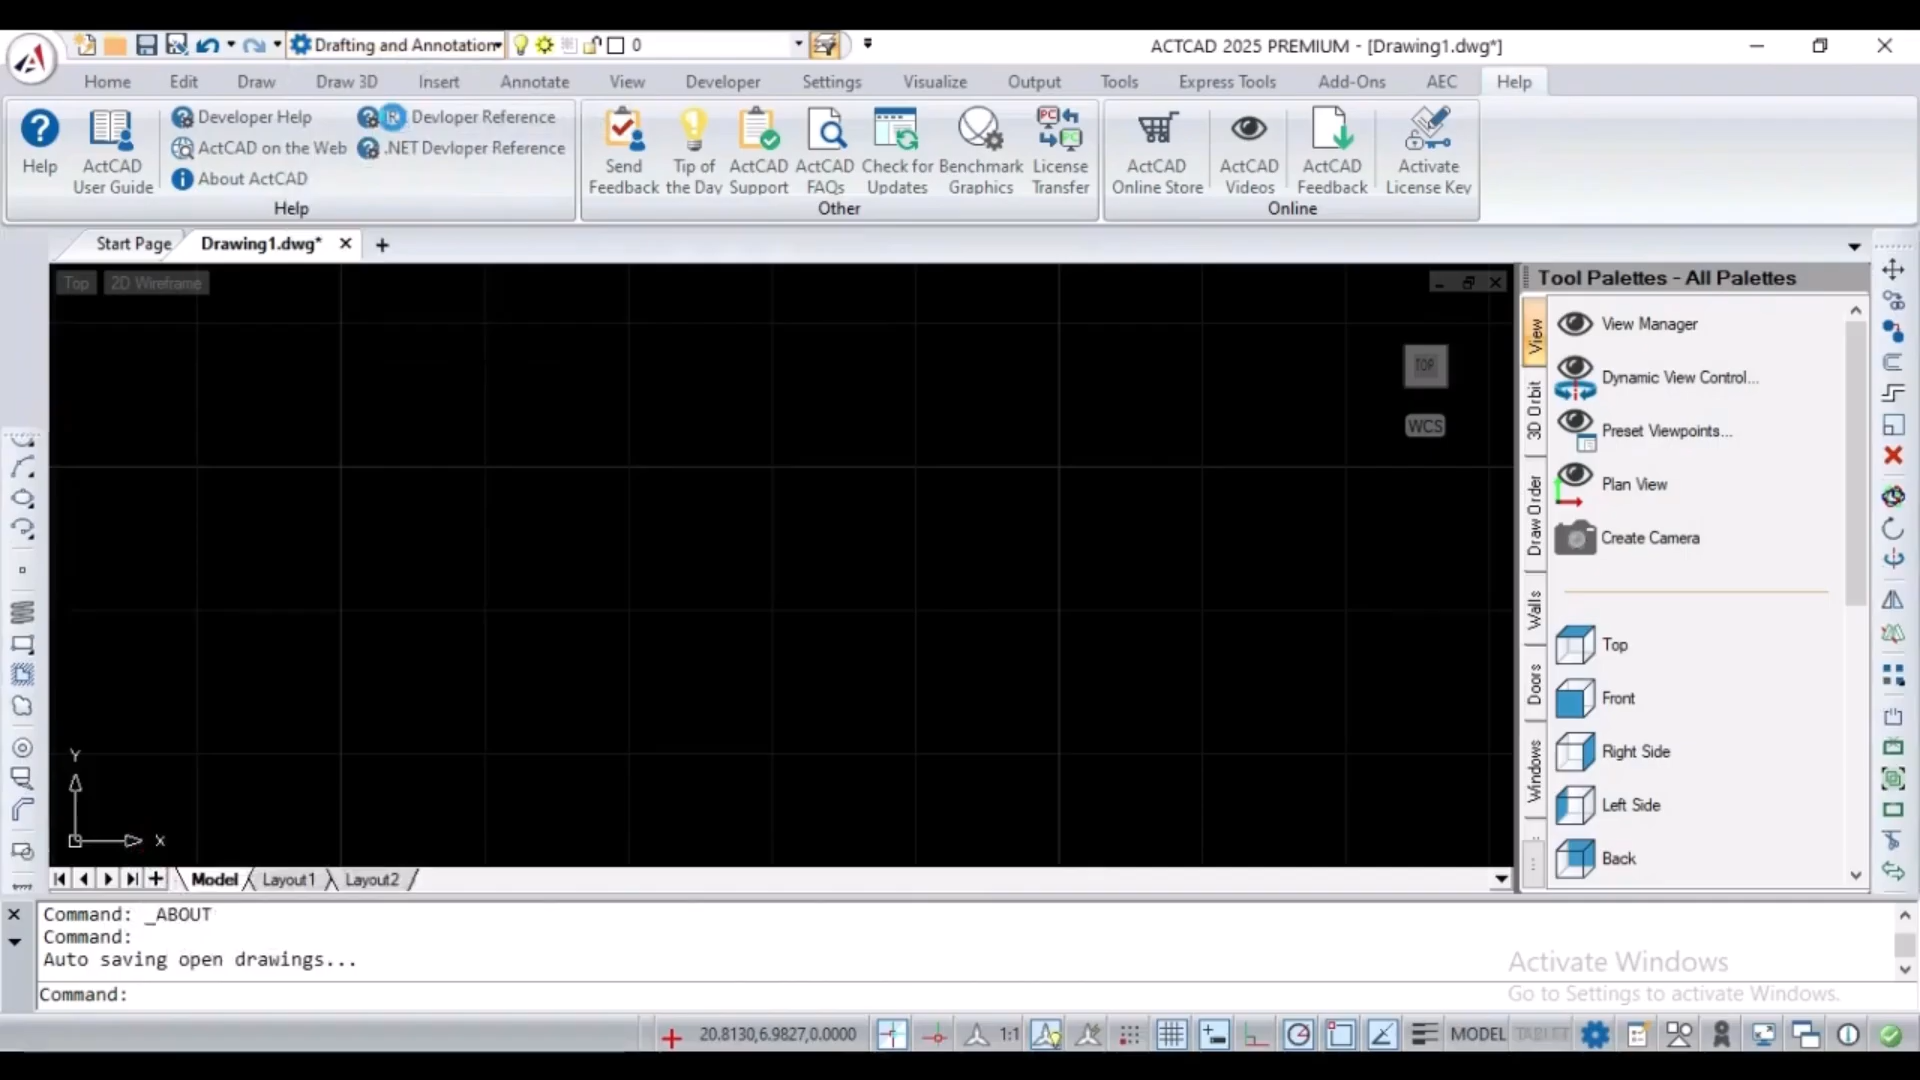 Drafting and Annotation
0
ACTCAD 2025 PREMIUM - [Drawing1.dwg*]
Home Edit Draw Draw 3D Insert Annotate View Developer Settings Visualize Output Tools Express Tools Add-Ons AEC Help
Help
ActCAD
User Guide
Developer Help
ActCAD on the Web
About ActCAD
Devloper Reference
.NET Devloper Reference
Send
Feedback
Tip of
the Day
ActCAD
Support
ActCAD
FAQs
Check for
Updates
Benchmark
Graphics
License
Transfer
ActCAD
Online Store
ActCAD
Videos
ActCAD
Feedback
Activate
License Key
Help
Other
Online
Start Page
Drawing1.dwg*
Top
2D Wireframe
TOP
WCS
Y
X
Tool Palettes - All Palettes
View
3D Orbit
Draw Order
Walls
Doors
Windows
View Manager
Dynamic View Control...
Preset Viewpoints...
Plan View
Create Camera
Top
Front
Right Side
Left Side
Back
Model
Layout1
Layout2
Command: _ABOUT
Command:
Auto saving open drawings...
Command:
Activate Windows
Go to Settings to activate Windows.
20.8130,6.9827,0.0000
1:1
MODEL
TABLET